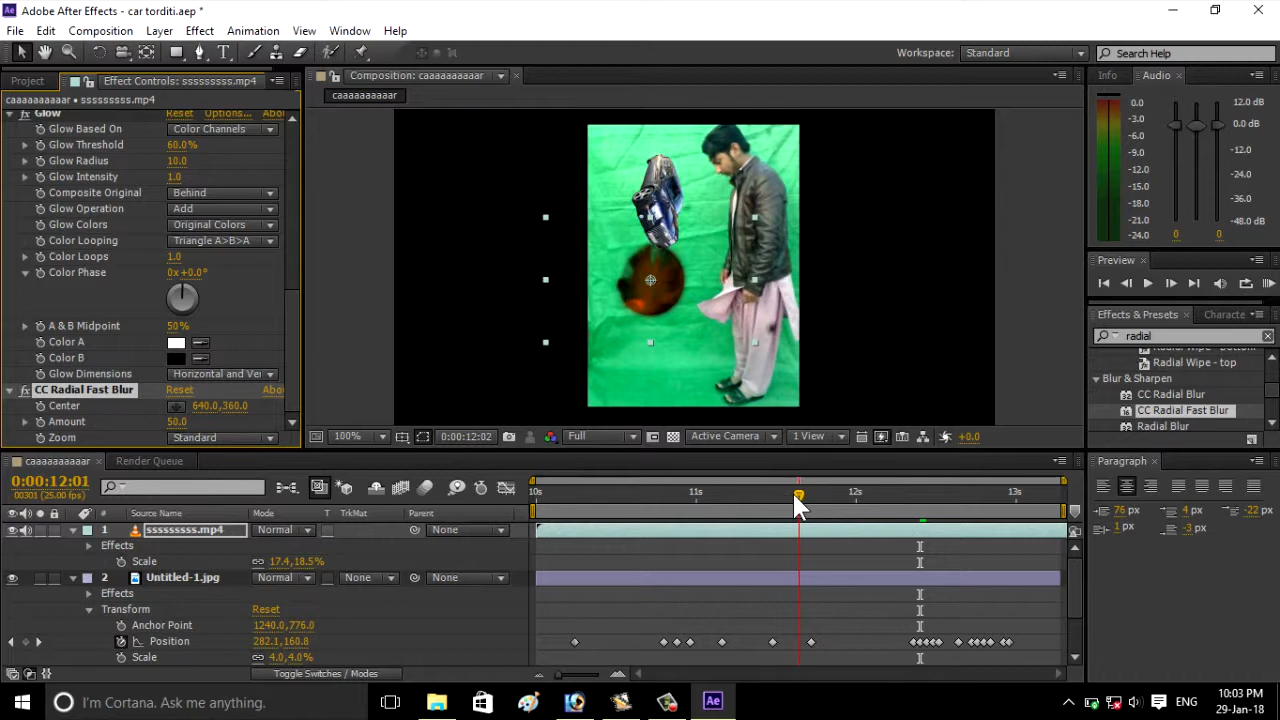 Adobe After Effects - car torditi.aep *
File Edit Composition Layer Effect Animation View Window Help
Workspace: Standard Search Help
Project Effect Controls: sssssssss.mp4
caaaaaaaaar • sssssssss.mp4
Glow Reset Options... Abou
Glow Based On Color Channels
Glow Threshold 60.0%
Glow Radius 10.0
Glow Intensity 1.0
Composite Original Behind
Glow Operation Add
Glow Colors Original Colors
Color Looping Triangle A>B>A
Color Loops 1.0
Color Phase 0x+0.0°
A & B Midpoint 50%
Color A
Color B
Glow Dimensions Horizontal and Ver
CC Radial Fast Blur Reset Abou
Center 640.0,360.0
Amount 50.0
Zoom Standard
Composition: caaaaaaaaar
caaaaaaaaar
100% 0:00:12:02 Full Active Camera 1 View +0.0
Info Audio
0.0 12.0 dB
-3.0
-6.0 0.0 dB
-9.0
-12.0 -12.0
-15.0 -24.0
-18.0
-21.0 -36.0
-24.0 -48.0 dB
0 0
Preview
Effects & Presets Characte
radial
Radial Wipe - bottom
Radial Wipe - top
Blur & Sharpen
CC Radial Blur
CC Radial Fast Blur
Radial Blur
Paragraph
76 px 4 px -22 px
1 px -3 px
caaaaaaaaar Render Queue
0:00:12:01
00301 (25.00 fps)
10s 11s 12s 13s
# Source Name Mode T TrkMat Parent
1 sssssssss.mp4 Normal None
Effects
Scale 17.4,18.5%
2 Untitled-1.jpg Normal None None
Effects
Transform Reset
Anchor Point 1240.0,776.0
Position 282.1,160.8
Scale 4.0,4.0%
Toggle Switches / Modes
I'm Cortana. Ask me anything.
Ae
ENG
10:03 PM
29-Jan-18